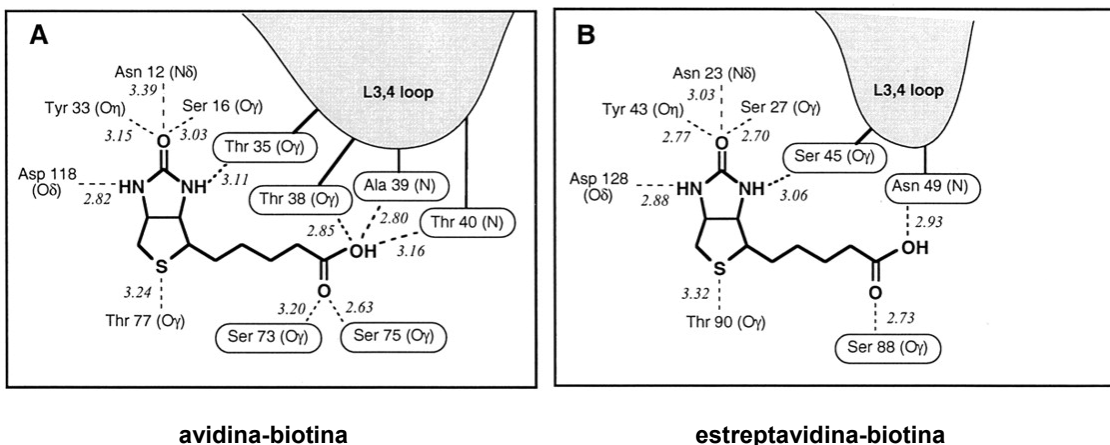 A
Asn 12 (Nδ)
3.39
Tyr 33 (Oη)
Ser 16 (Oγ)
3.15
3.03
O
Thr 35 (Oγ)
3.11
Asp 118
(Oδ)
2.82
HN
NH
L3,4 loop
Thr 38 (Oγ)
Ala 39 (N)
Thr 40 (N)
2.85
2.80
3.16
OH
S
O
3.24
Thr 77 (Oγ)
3.20
2.63
Ser 73 (Oγ)
Ser 75 (Oγ)
avidina-biotina
B
Asn 23 (Nδ)
3.03
Tyr 43 (Oη)
Ser 27 (Oγ)
2.77
2.70
O
Ser 45 (Oγ)
3.06
Asp 128
(Oδ)
2.88
HN
NH
L3,4 loop
Asn 49 (N)
2.93
OH
S
O
3.32
Thr 90 (Oγ)
2.73
Ser 88 (Oγ)
estreptavidina-biotina